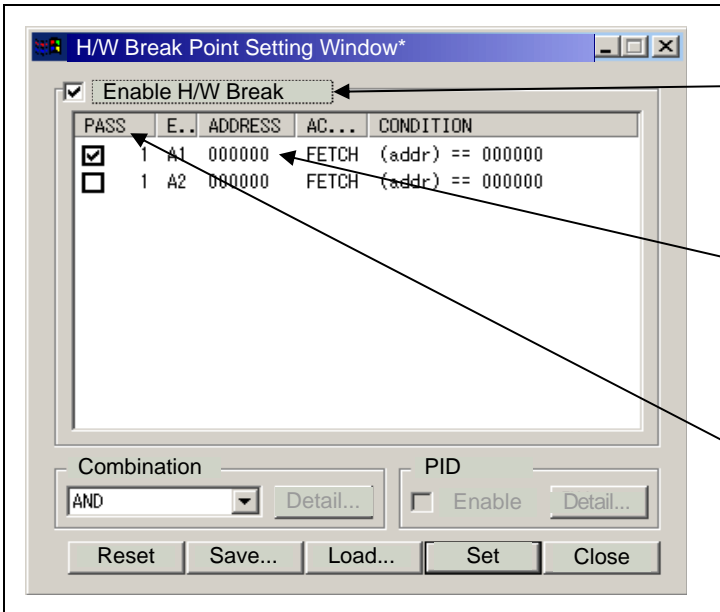 H/W Break Point Setting Window*
Enable H/W Break
PASS E.. ADDRESS AC... CONDITION
1 A1 000000 FETCH (addr) == 000000
1 A2 000000 FETCH (addr) == 000000
Combination PID
AND Detail... Enable Detail...
Reset Save... Load... Set Close